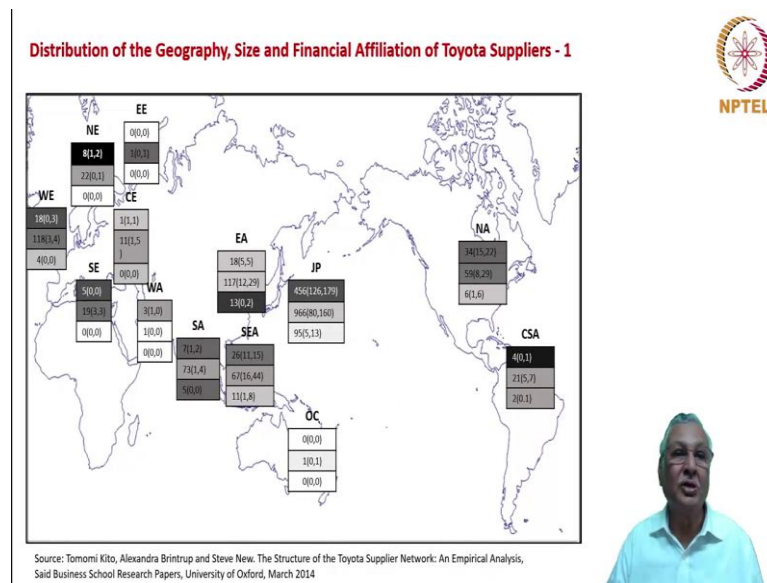 Distribution of the Geography, Size and Financial Affiliation of Toyota Suppliers - 1
NPTEL
EE
0(0,0)
1(0,1)
0(0,0)
NE
8(1,2)
22(0,1)
0(0,0)
WE
18(0,3)
118(3,4)
4(0,0)
CE
1(1,1)
11(1,5
)
0(0,0)
SE
5(0,0)
19(3,3)
0(0,0)
WA
3(1,0)
1(0,0)
0(0,0)
EA
18(5,5)
117(12,29)
13(0,2)
JP
456(126,179)
966(80,160)
95(5,13)
SA
7(1,2)
73(1,4)
5(0,0)
SEA
26(11,15)
67(16,44)
11(1,8)
OC
0(0,0)
1(0,1)
0(0,0)
NA
34(15,22)
59(8,29)
6(1,6)
CSA
4(0,1)
21(5,7)
2(0.1)
Source: Tomomi Kito, Alexandra Brintrup and Steve New. The Structure of the Toyota Supplier Network: An Empirical Analysis,
Said Business School Research Papers, University of Oxford, March 2014